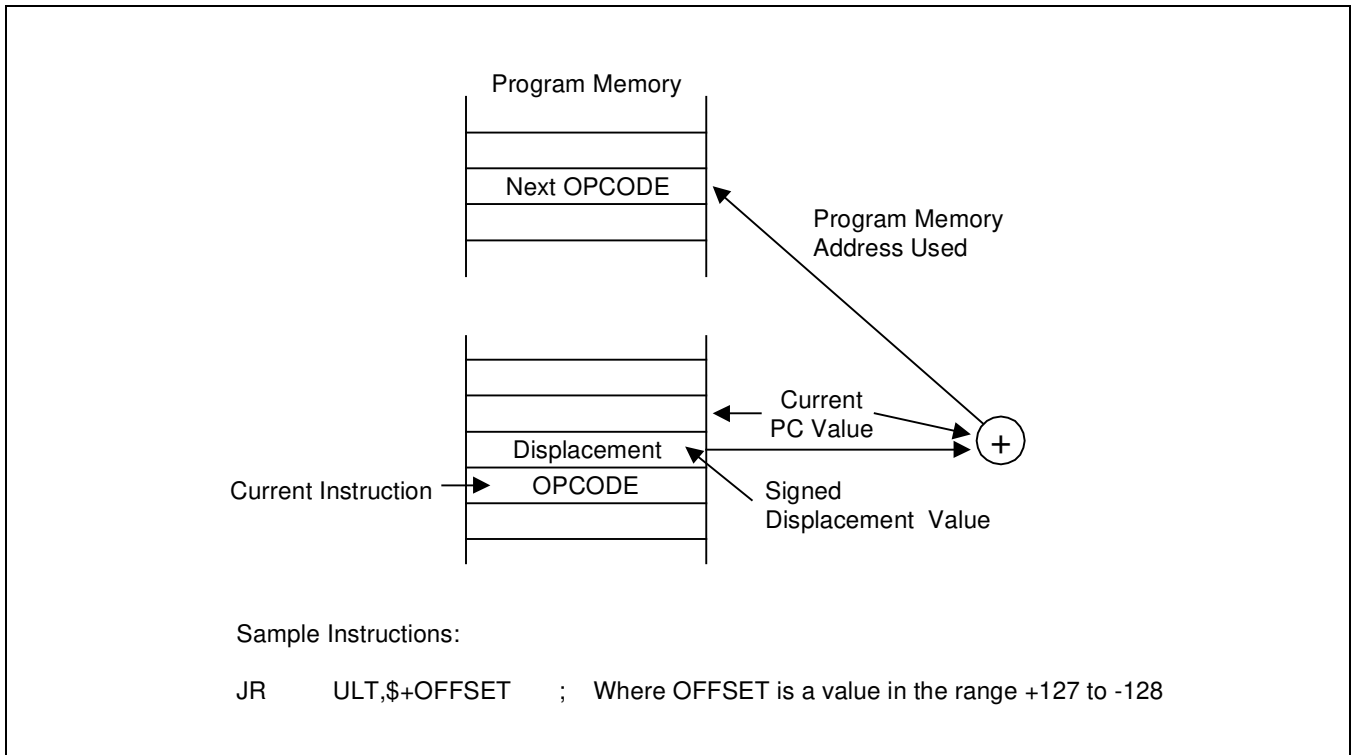 Program Memory
Next OPCODE
Program Memory
Address Used
Current
PC Value
+
Displacement
Current Instruction
OPCODE
Signed
Displacement Value
Sample Instructions:
JR ULT,$+OFFSET ; Where OFFSET is a value in the range +127 to -128